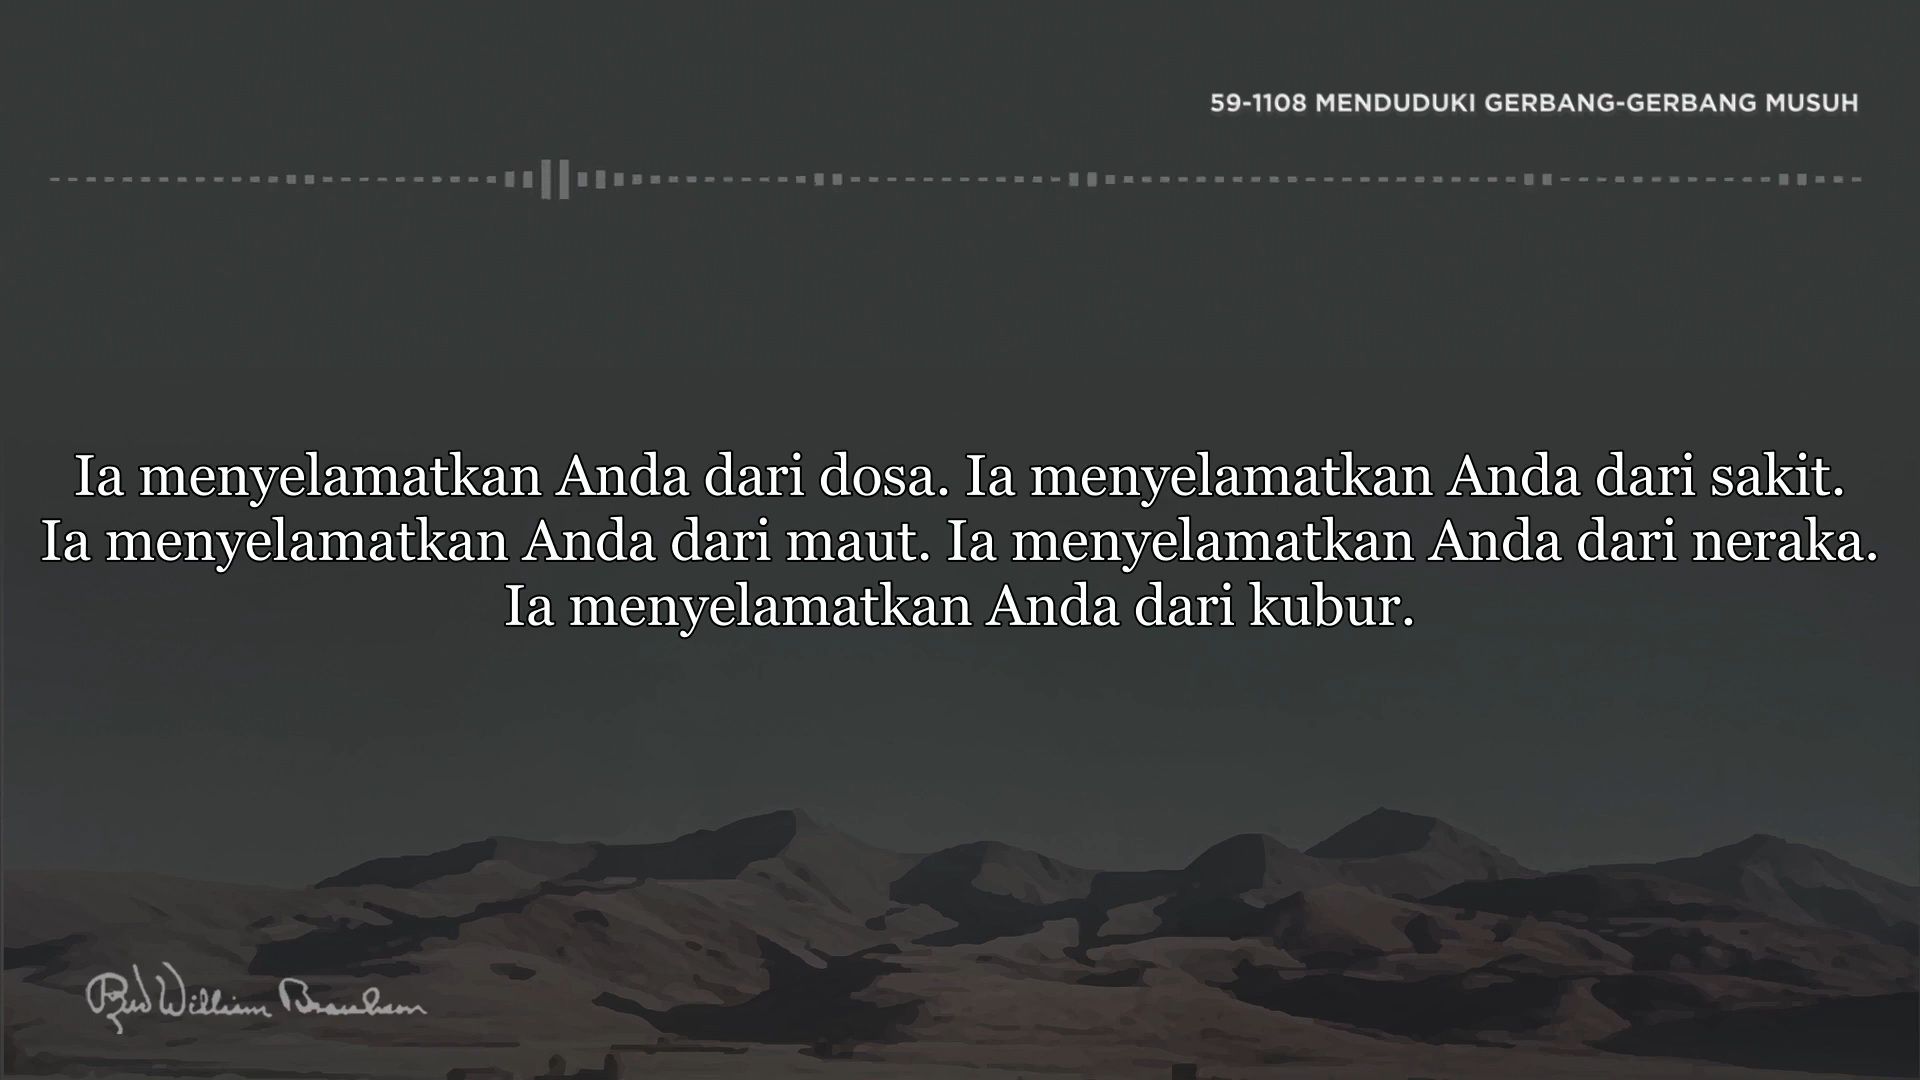 59-1108 MENDUDUKI GERBANG-GERBANG MUSUH
Ia menyelamatkan Anda dari dosa. Ia menyelamatkan Anda dari sakit.
Ia menyelamatkan Anda dari maut. Ia menyelamatkan Anda dari neraka.
Ia menyelamatkan Anda dari kubur.
Rev William Branham